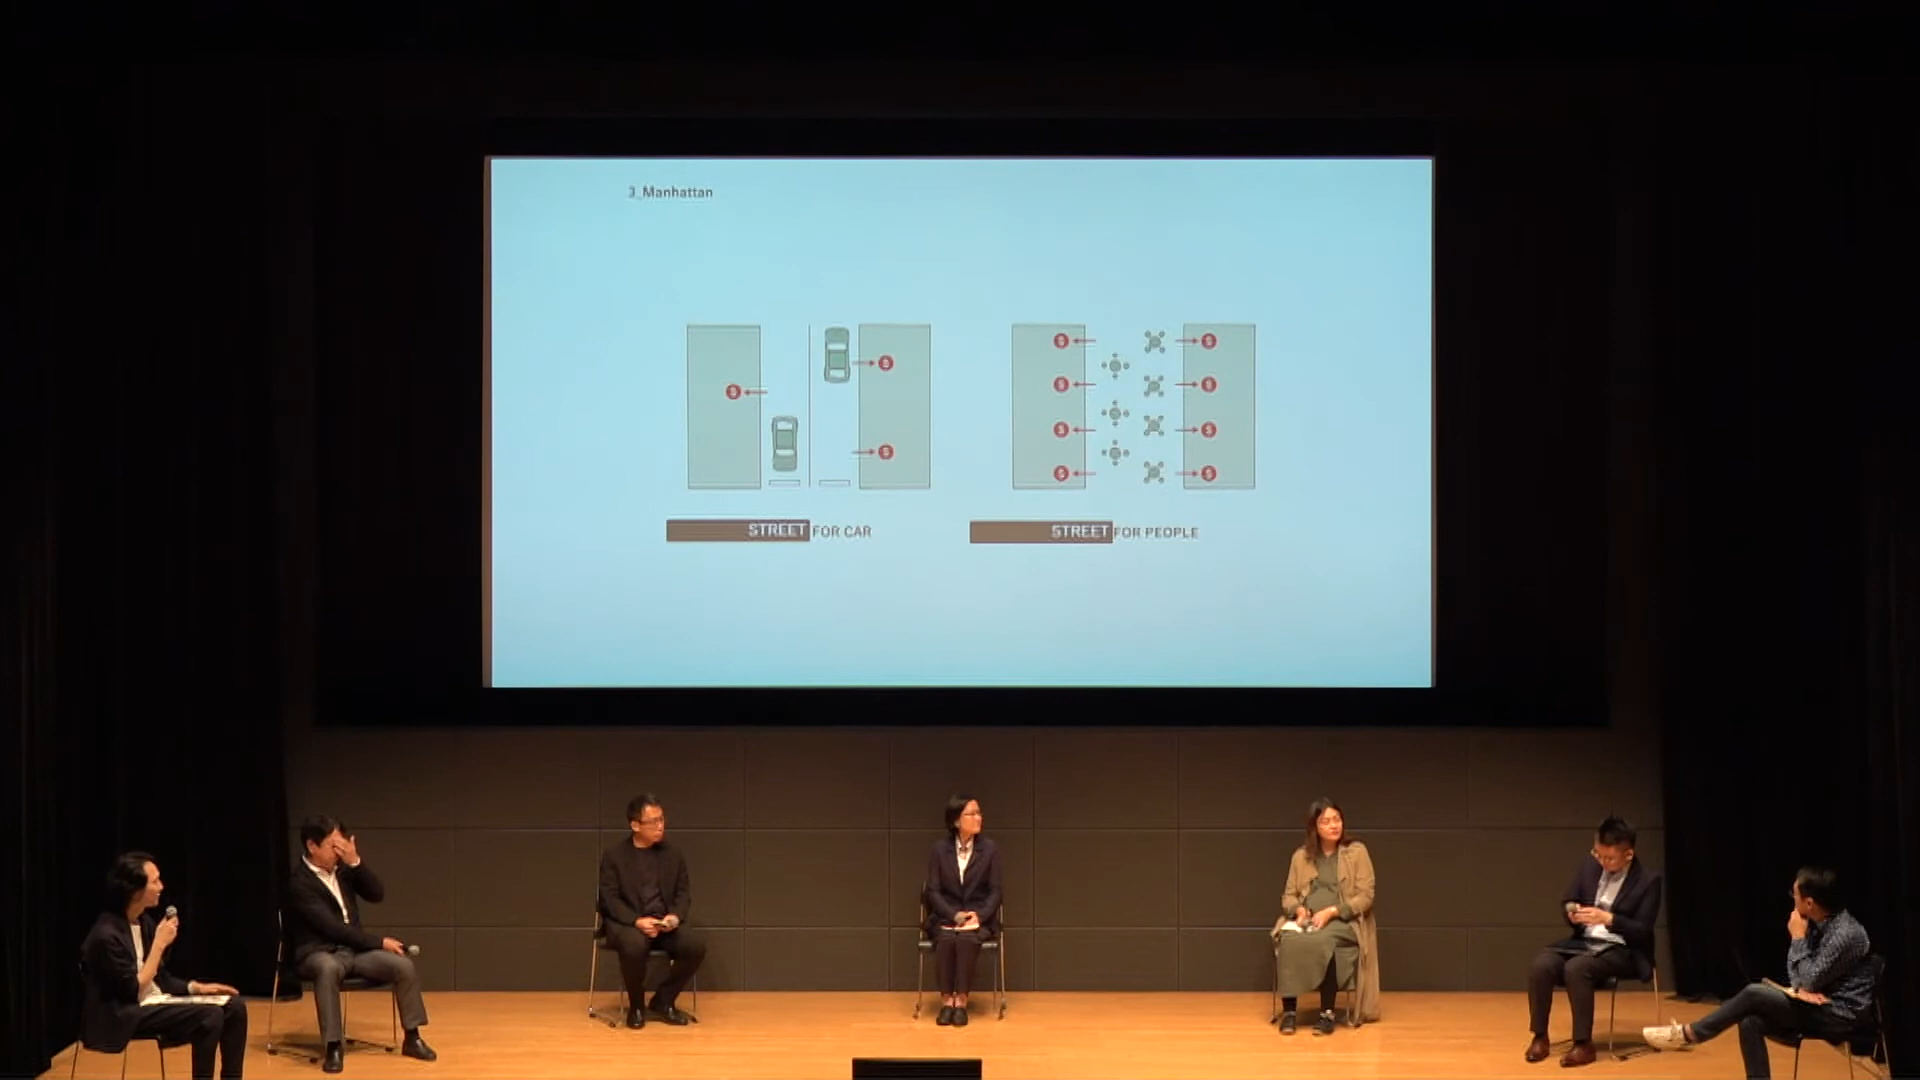 3_Manhattan
$
$
$
$ $
$ $
$ $
$ $
STREET FOR CAR
STREET FOR PEOPLE